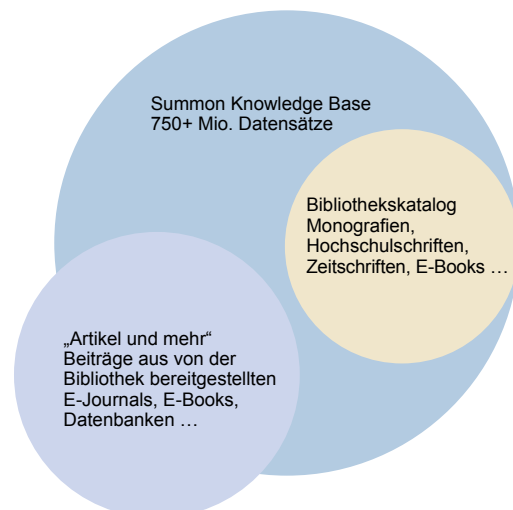 Summon Knowledge Base
750+ Mio. Datensätze
Bibliothekskatalog
Monografien,
Hochschulschriften,
Zeitschriften, E-Books …
„Artikel und mehr“
Beiträge aus von der
Bibliothek bereitgestellten
E-Journals, E-Books,
Datenbanken …